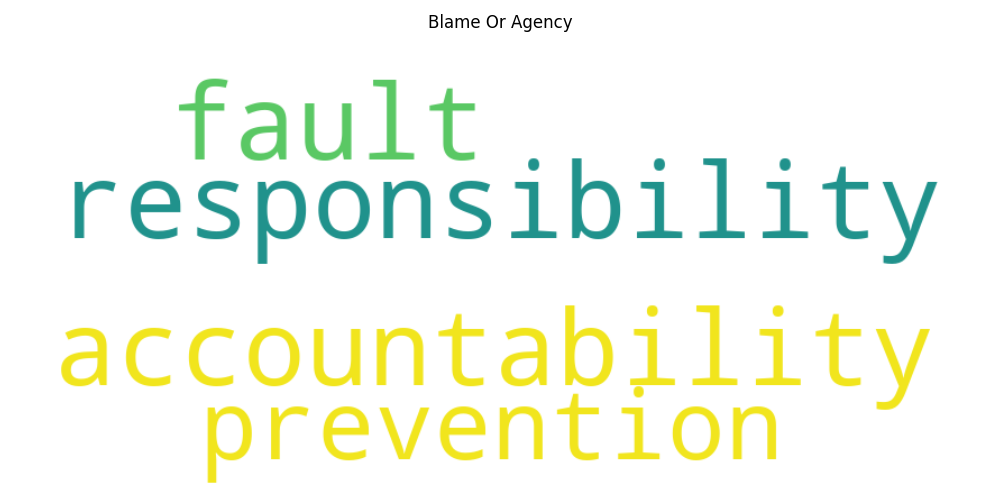 Blame Or Agency
fault
responsibility
accountability
prevention